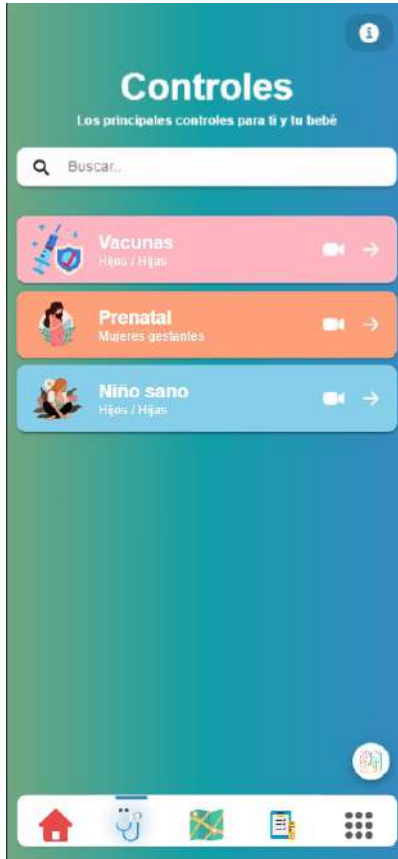 Controles
Los principales controles para ti y tu bebé
Buscar..
Vacunas
Hijos / Hijas
Prenatal
Mujeres gestantes
Niño sano
Hijos / Hijas